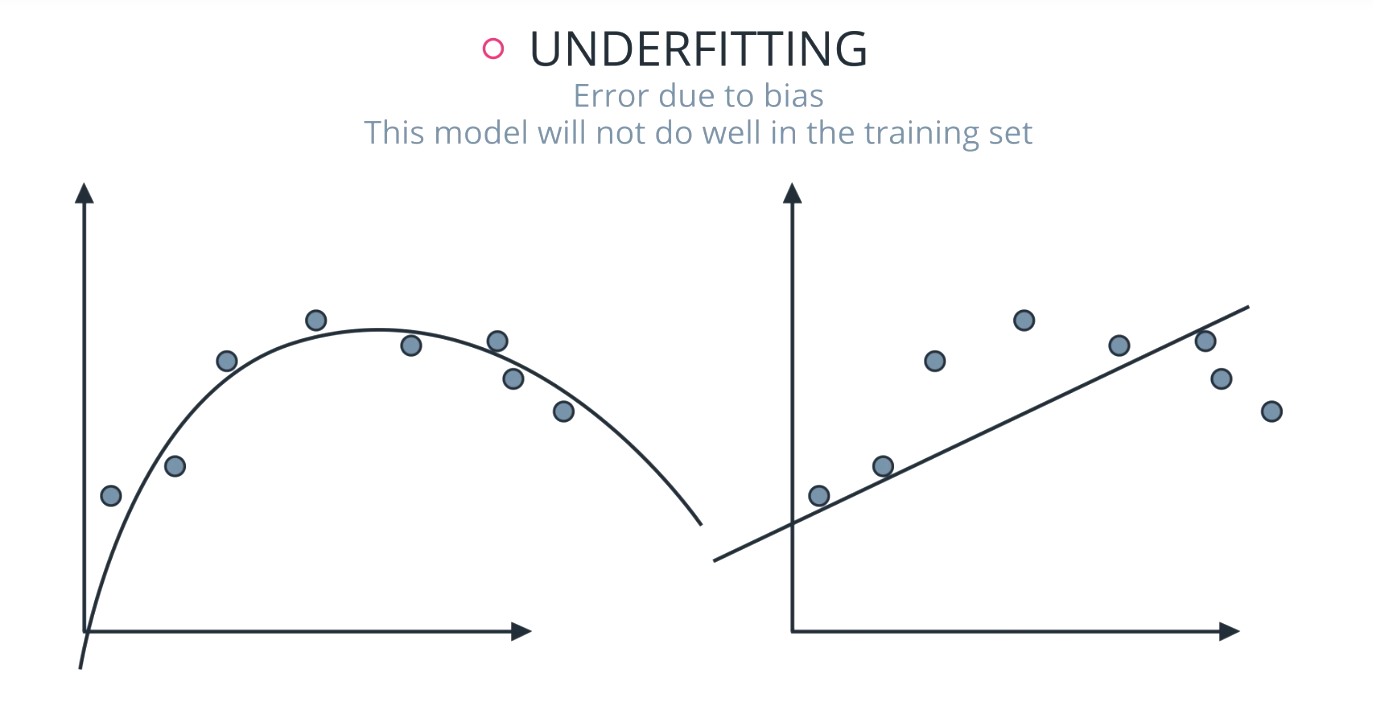 UNDERFITTING
Error due to bias
This model will not do well in the training set